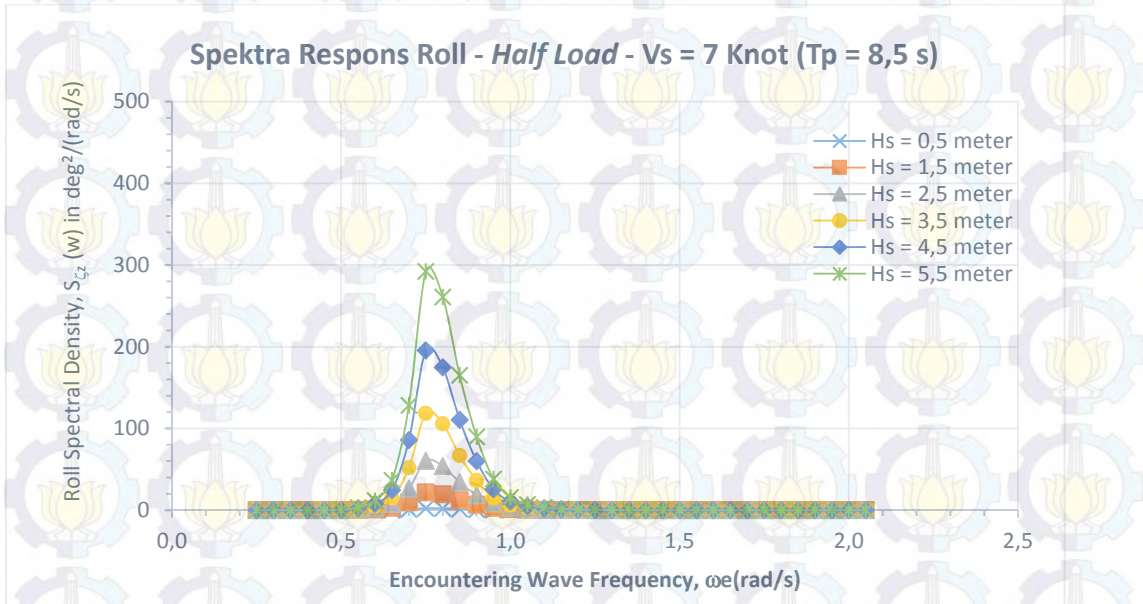 Spektra Respons Roll - Half Load - Vs = 7 Knot (Tp = 8,5 s)
Roll Spectral Density, Sζz (w) in deg²/(rad/s)
500
400
300
200
100
0
0,0
0,5
1,0
1,5
2,0
2,5
Encountering Wave Frequency, ωe(rad/s)
Hs = 0,5 meter
Hs = 1,5 meter
Hs = 2,5 meter
Hs = 3,5 meter
Hs = 4,5 meter
Hs = 5,5 meter